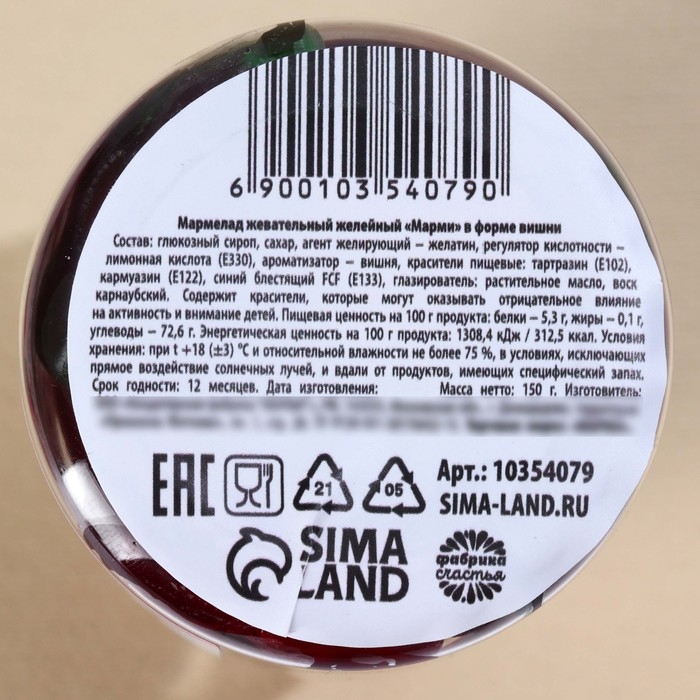 6 900103 540790
Мармелад жевательный желейный «Марми» в форме вишни
Состав: глюкозный сироп, сахар, агент желирующий – желатин, регулятор кислотности –
лимонная кислота (Е330), ароматизатор – вишня, красители пищевые: тартразин (Е102),
кармуазин (Е122), синий блестящий FCF (Е133), глазирователь: растительное масло, воск
карнаубский. Содержит красители, которые могут оказывать отрицательное влияние
на активность и внимание детей. Пищевая ценность на 100 г продукта: белки – 5,3 г, жиры – 0,1 г,
углеводы – 72,6 г. Энергетическая ценность на 100 г продукта: 1308,4 кДж / 312,5 ккал. Условия
хранения: при t +18 (±3) °С и относительной влажности не более 75 %, в условиях, исключающих
прямое воздействие солнечных лучей, и вдали от продуктов, имеющих специфический запах.
Срок годности: 12 месяцев. Дата изготовления: Масса нетто: 150 г. Изготовитель:
EAC 21 05 Арт.: 10354079
SIMA-LAND.RU
SIMA
LAND
фабрика
счастья